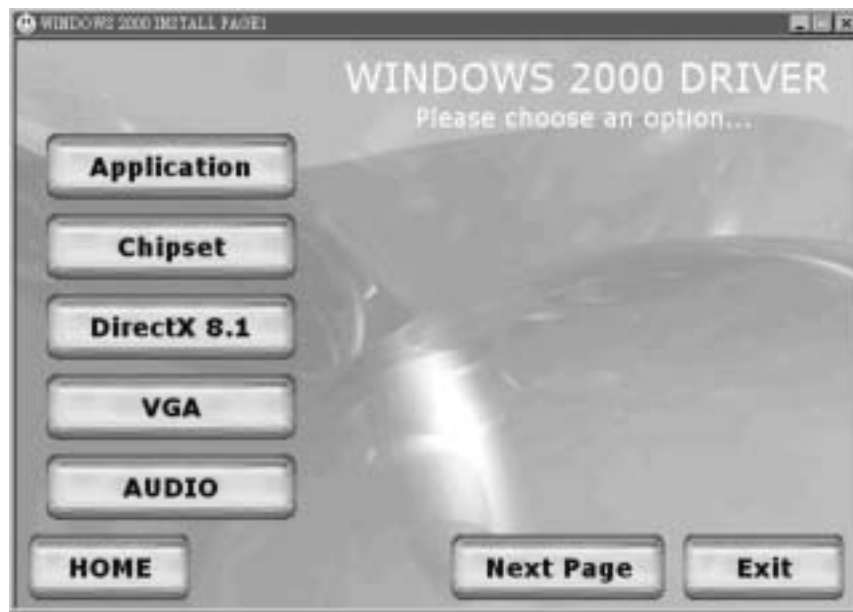 WINDOWS 2000 INSTALL PAGE1
WINDOWS 2000 DRIVER
Please choose an option...
Application
Chipset
DirectX 8.1
VGA
AUDIO
HOME
Next Page
Exit